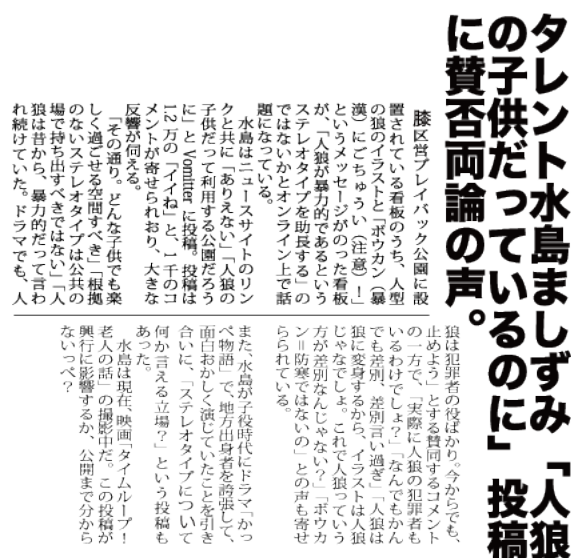 タレント水島ましずみ「人狼
の子供だっているのに」投稿
に賛否両論の声。
膝区営プレイバック公園に設
置されている看板のうち、人型
の狼のイラストと「ボウカン（暴
漢）にごちゅうい（注意）！」
というメッセージがのった看板
が、「人狼が暴力的であるという
ステレオタイプを助長する」の
ではないかとオンライン上で話
題になっている。
水島はニュースサイトのリン
クと共に「ありえない」「人狼の
子供だって利用する公園だろう
に」とVomitterに投稿。投稿は
1.2万の「イイね」と、1千のコ
メントが寄せられており、大きな
反響が伺える。
「その通り。どんな子供でも楽
しく過ごせる空間すべき」「根拠
のないステレオタイプは公共の
場で持ち出すべきではない」「人
狼は昔から、暴力的だって言わ
れ続けていた。ドラマでも、人
狼は犯罪者の役ばかり。今からでも、
止めよう」とする賛同するコメント
の一方で、「実際に人狼の犯罪者も
いるわけでしょ？」「なんでもかん
でも差別、差別言い過ぎ」「人狼は
狼に変身するから、イラストは人狼
じゃなでしょ。これで人狼っていう
方が差別なんじゃない？」「ボウカ
ン＝防寒ではないの」との声も寄せ
られられている。
また、水島が子役時代にドラマ「かっ
ぺ物語」で、地方出身者を誇張して、
面白おかしく演じていたことを引き
合いに、「ステレオタイプについて
何か言える立場？」という投稿も
あった。
水島は現在、映画「タイムループ！
老人の話」の撮影中だ。この投稿が
興行に影響するか、公開まで分から
ないっぺ？